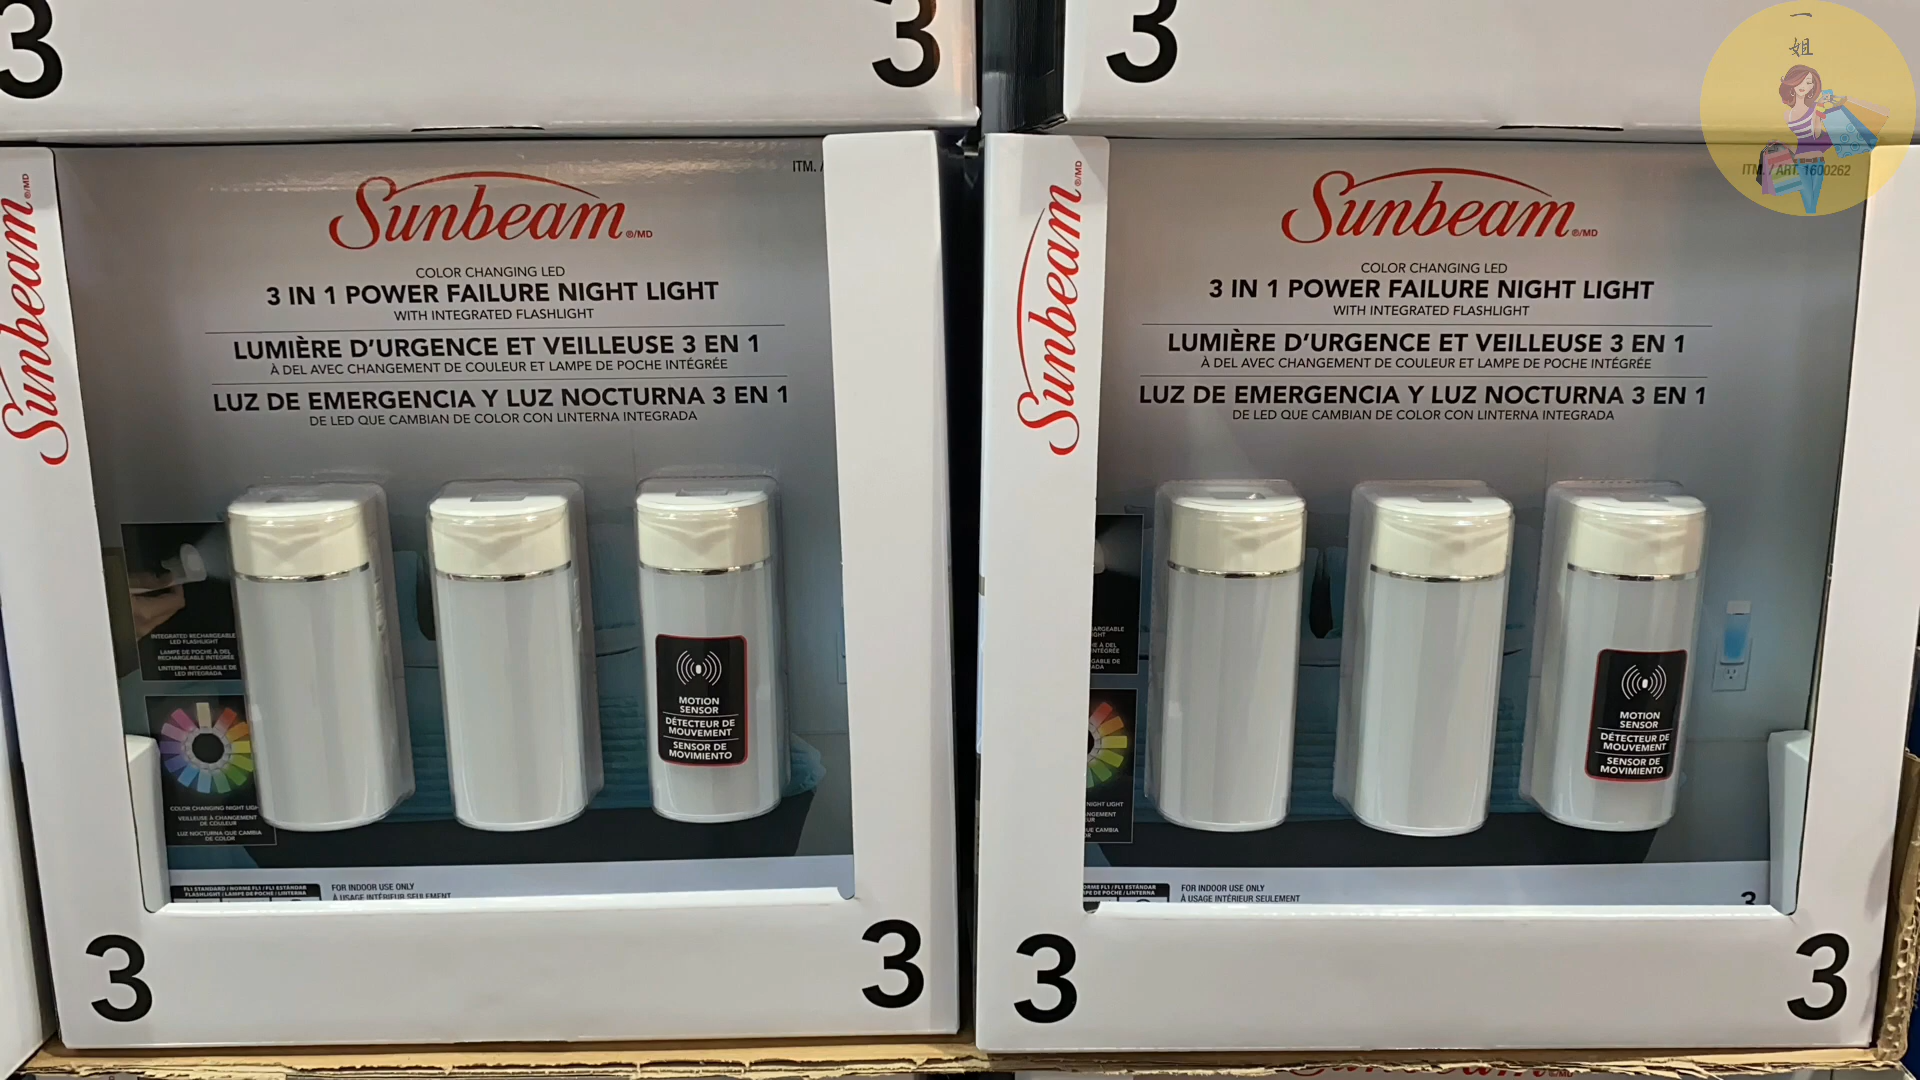 3
3
3
一
姐
Sunbeam ®/MD
ITM. /
Sunbeam ®/MD
COLOR CHANGING LED
3 IN 1 POWER FAILURE NIGHT LIGHT
WITH INTEGRATED FLASHLIGHT
LUMIÈRE D'URGENCE ET VEILLEUSE 3 EN 1
À DEL AVEC CHANGEMENT DE COULEUR ET LAMPE DE POCHE INTÉGRÉE
LUZ DE EMERGENCIA Y LUZ NOCTURNA 3 EN 1
DE LED QUE CAMBIAN DE COLOR CON LINTERNA INTEGRADA
INTEGRATED RECHARGEABLE
LED FLASHLIGHT
LAMPE DE POCHE À DEL
RECHARGEABLE INTÉGRÉE
LINTERNA RECARGABLE DE
LED INTEGRADA
MOTION
SENSOR
DÉTECTEUR DE
MOUVEMENT
SENSOR DE
MOVIMIENTO
COLOR CHANGING NIGHT LIGH
VEILLEUSE À CHANGEMENT
DE COULEUR
LUZ NOCTURNA QUE CAMBIA
DE COLOR
FL1 STANDARD / NORME FL1 / FL1 ESTÁNDAR
FLASHLIGHT / LAMPE DE POCHE / LINTERNA
FOR INDOOR USE ONLY
À USAGE INTÉRIEUR SEULEMENT
3
3
Sunbeam ®/MD
ITM. / ART. 1600262
Sunbeam ®/MD
COLOR CHANGING LED
3 IN 1 POWER FAILURE NIGHT LIGHT
WITH INTEGRATED FLASHLIGHT
LUMIÈRE D'URGENCE ET VEILLEUSE 3 EN 1
À DEL AVEC CHANGEMENT DE COULEUR ET LAMPE DE POCHE INTÉGRÉE
LUZ DE EMERGENCIA Y LUZ NOCTURNA 3 EN 1
DE LED QUE CAMBIAN DE COLOR CON LINTERNA INTEGRADA
MOTION
SENSOR
DÉTECTEUR DE
MOUVEMENT
SENSOR DE
MOVIMIENTO
NIGHT LIGHT
UE CAMBIA
FOR INDOOR USE ONLY
À USAGE INTÉRIEUR SEULEMENT
3
3
3